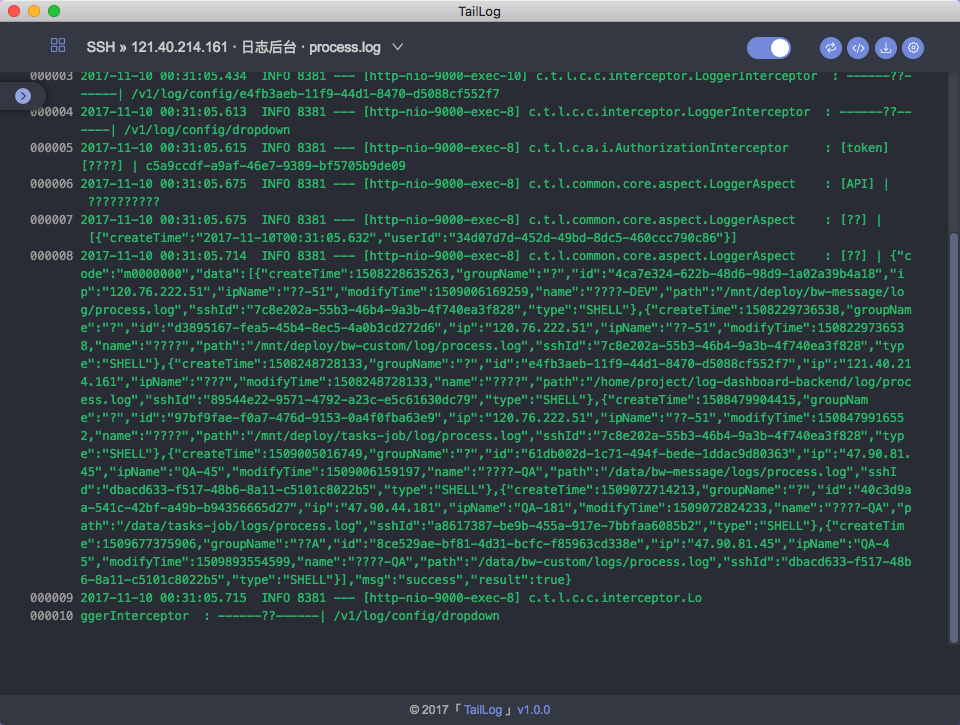 TailLog
SSH » 121.40.214.161 · 日志后台 · process.log
000003 2017-11-10 00:31:05.434  INFO 8381 --- [http-nio-9000-exec-10] c.t.l.c.c.interceptor.LoggerInterceptor  : ------??-
-----| /v1/log/config/e4fb3aeb-11f9-44d1-8470-d5088cf552f7
000004 2017-11-10 00:31:05.613  INFO 8381 --- [http-nio-9000-exec-8] c.t.l.c.c.interceptor.LoggerInterceptor  : ------??--
----| /v1/log/config/dropdown
000005 2017-11-10 00:31:05.615  INFO 8381 --- [http-nio-9000-exec-8] c.t.l.c.a.i.AuthorizationInterceptor     : [token]
[????] | c5a9ccdf-a9af-46e7-9389-bf5705b9de09
000006 2017-11-10 00:31:05.675  INFO 8381 --- [http-nio-9000-exec-8] c.t.l.common.core.aspect.LoggerAspect    : [API] |
??????????
000007 2017-11-10 00:31:05.675  INFO 8381 --- [http-nio-9000-exec-8] c.t.l.common.core.aspect.LoggerAspect    : [??] |
[{"createTime":"2017-11-10T00:31:05.632","userId":"34d07d7d-452d-49bd-8dc5-460ccc790c86"}]
000008 2017-11-10 00:31:05.714  INFO 8381 --- [http-nio-9000-exec-8] c.t.l.common.core.aspect.LoggerAspect    : [??] | {"c
ode":"m0000000","data":[{"createTime":1508228635263,"groupName":"?","id":"4ca7e324-622b-48d6-98d9-1a02a39b4a18","i
p":"120.76.222.51","ipName":"??-51","modifyTime":1509006169259,"name":"????-DEV","path":"/mnt/deploy/bw-message/lo
g/process.log","sshId":"7c8e202a-55b3-46b4-9a3b-4f740ea3f828","type":"SHELL"},{"createTime":1508229736538,"groupNam
e":"?","id":"d3895167-fea5-45b4-8ec5-4a0b3cd272d6","ip":"120.76.222.51","ipName":"??-51","modifyTime":150822973653
8,"name":"????","path":"/mnt/deploy/bw-custom/log/process.log","sshId":"7c8e202a-55b3-46b4-9a3b-4f740ea3f828","type
e":"SHELL"},{"createTime":1508248728133,"groupName":"?","id":"e4fb3aeb-11f9-44d1-8470-d5088cf552f7","ip":"121.40.21
4.161","ipName":"???","modifyTime":1508248728133,"name":"????","path":"/home/project/log-dashboard-backend/log/proc
ess.log","sshId":"89544e22-9571-4792-a23c-e5c61630dc79","type":"SHELL"},{"createTime":1508479904415,"groupNam
e":"?","id":"97bf9fae-f0a7-476d-9153-0a4f0fba63e9","ip":"120.76.222.51","ipName":"??-51","modifyTime":150847991655
2,"name":"????","path":"/mnt/deploy/tasks-job/log/process.log","sshId":"7c8e202a-55b3-46b4-9a3b-4f740ea3f828","type
e":"SHELL"},{"createTime":1509005016749,"groupName":"?","id":"61db002d-1c71-494f-bede-1ddac9d80363","ip":"47.90.81.
45","ipName":"QA-45","modifyTime":1509006159197,"name":"????-QA","path":"/data/bw-message/logs/process.log","sshI
d":"dbacd633-f517-48b6-8a11-c5101c8022b5","type":"SHELL"},{"createTime":1509072714213,"groupName":"?","id":"40c3d9a
a-541c-42bf-a49b-b94356665d27","ip":"47.90.44.181","ipName":"QA-181","modifyTime":1509072824233,"name":"????-QA","p
ath":"/data/tasks-job/logs/process.log","sshId":"a8617387-be9b-455a-917e-7bbfaa6085b2","type":"SHELL"},{"createTim
e":1509677375906,"groupName":"??A","id":"8ce529ae-bf81-4d31-bcfc-f85963cd338e","ip":"47.90.81.45","ipName":"QA-4
5","modifyTime":1509893554599,"name":"????-QA","path":"/data/bw-custom/logs/process.log","sshId":"dbacd633-f517-48b
6-8a11-c5101c8022b5","type":"SHELL"}],"msg":"success","result":true}
000009 2017-11-10 00:31:05.715  INFO 8381 --- [http-nio-9000-exec-8] c.t.l.c.c.interceptor.Lo
000010 ggerInterceptor  : ------??------| /v1/log/config/dropdown
© 2017「 TailLog 」v1.0.0